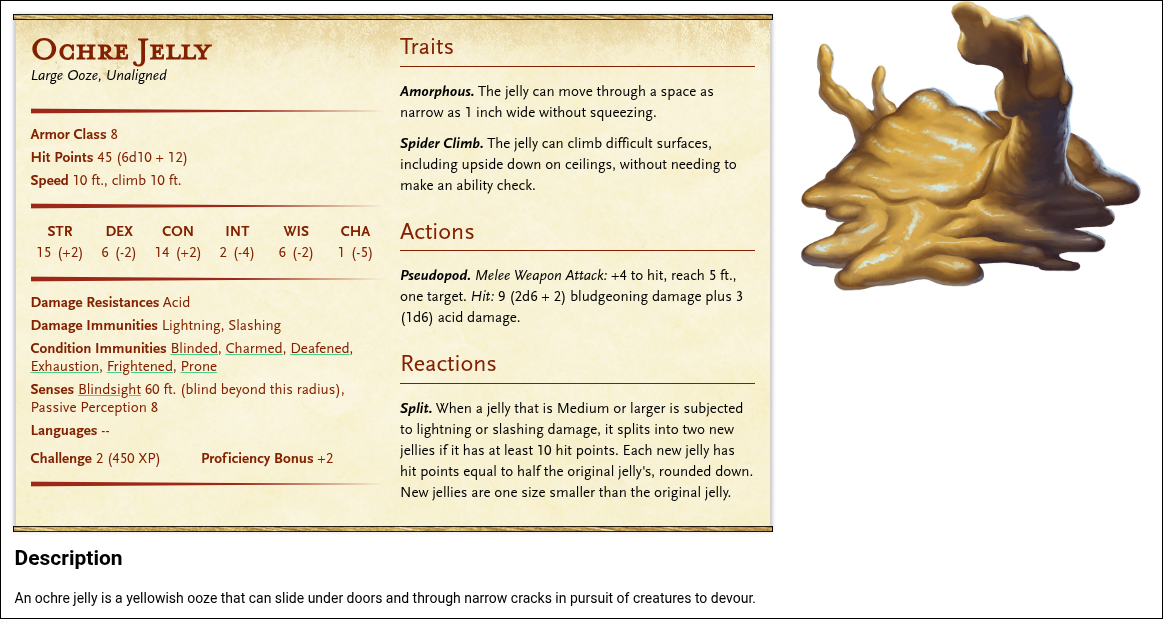 Ochre Jelly
Large Ooze, Unaligned
Armor Class 8
Hit Points 45 (6d10 + 12)
Speed 10 ft., climb 10 ft.
STR DEX CON INT WIS CHA
15 (+2) 6 (-2) 14 (+2) 2 (-4) 6 (-2) 1 (-5)
Damage Resistances Acid
Damage Immunities Lightning, Slashing
Condition Immunities Blinded, Charmed, Deafened,
Exhaustion, Frightened, Prone
Senses Blindsight 60 ft. (blind beyond this radius),
Passive Perception 8
Languages --
Challenge 2 (450 XP) Proficiency Bonus +2
Traits
Amorphous. The jelly can move through a space as
narrow as 1 inch wide without squeezing.
Spider Climb. The jelly can climb difficult surfaces,
including upside down on ceilings, without needing to
make an ability check.
Actions
Pseudopod. Melee Weapon Attack: +4 to hit, reach 5 ft.,
one target. Hit: 9 (2d6 + 2) bludgeoning damage plus 3
(1d6) acid damage.
Reactions
Split. When a jelly that is Medium or larger is subjected
to lightning or slashing damage, it splits into two new
jellies if it has at least 10 hit points. Each new jelly has
hit points equal to half the original jelly's, rounded down.
New jellies are one size smaller than the original jelly.
Description
An ochre jelly is a yellowish ooze that can slide under doors and through narrow cracks in pursuit of creatures to devour.